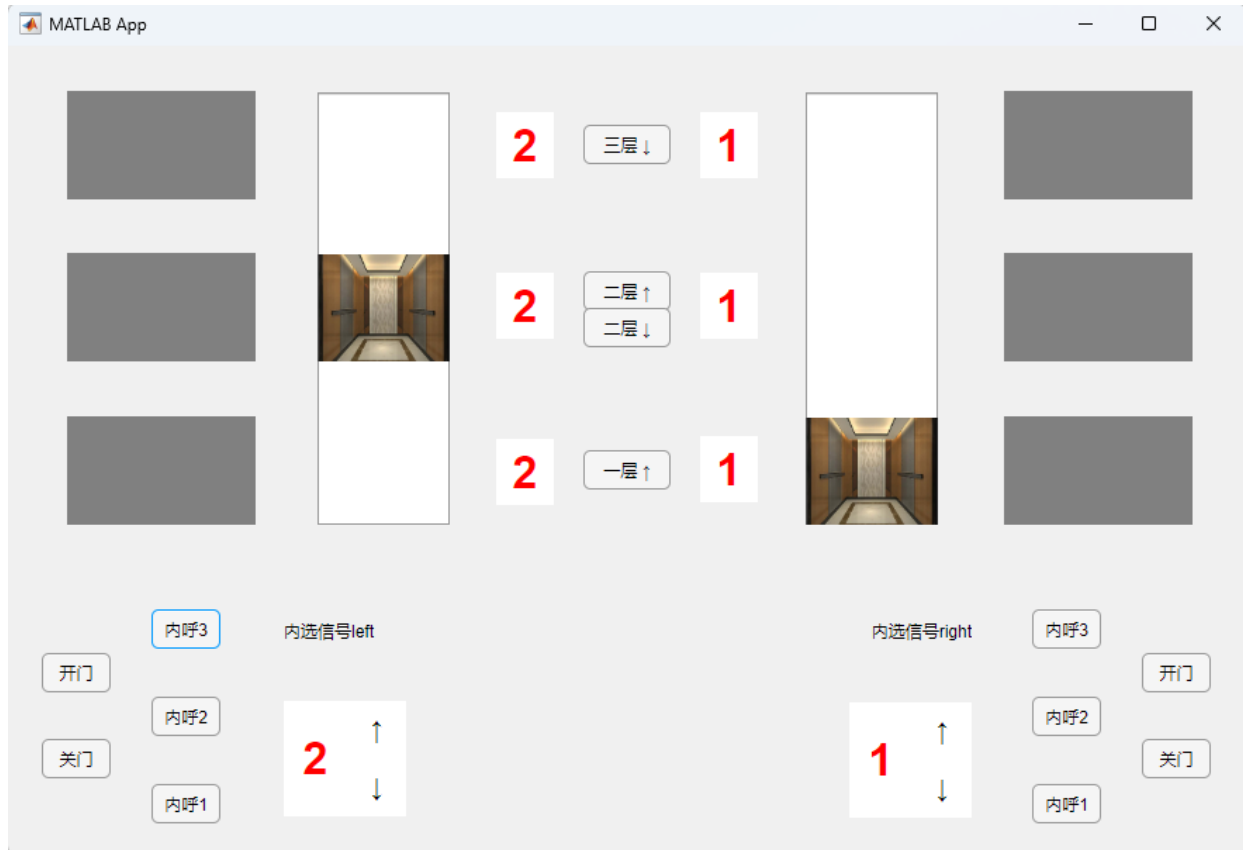 MATLAB App
2 三层↓ 1
2 二层↑ 1
二层↓
2 一层↑ 1
内呼3 内选信号left 内选信号right 内呼3
开门 开门
内呼2 内呼2
↑ ↑
关门 2 1 关门
↓ ↓
内呼1 内呼1